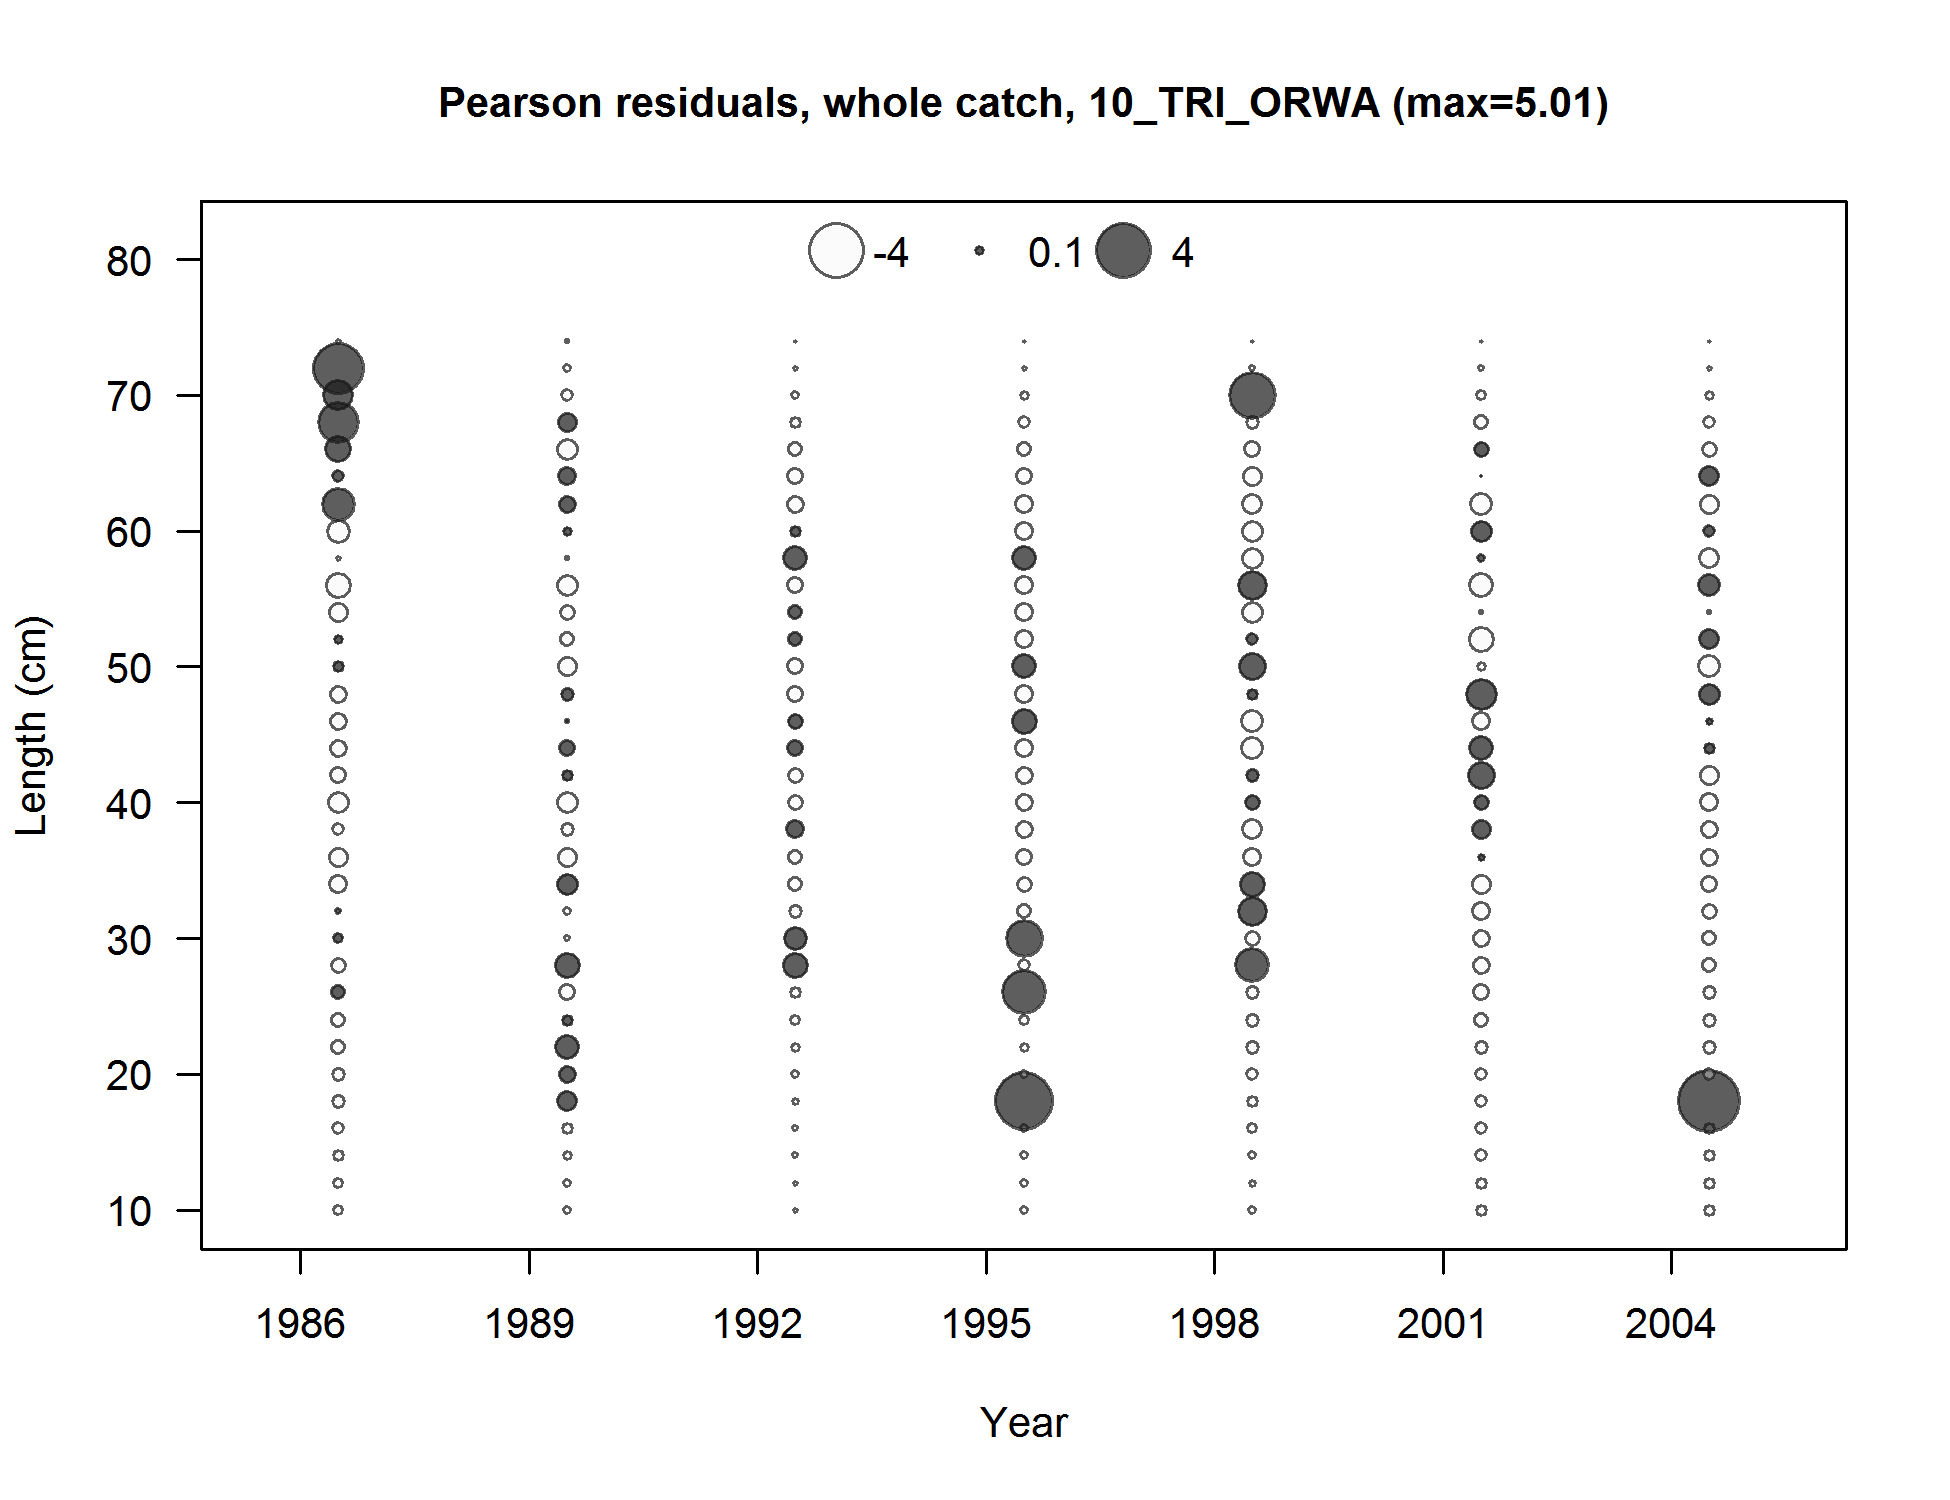 Pearson residuals, whole catch, 10_TRI_ORWA (max=5.01)
-4 0.1 4
80
70
60
50
40
30
20
10
Length (cm)
1986 1989 1992 1995 1998 2001 2004
Year